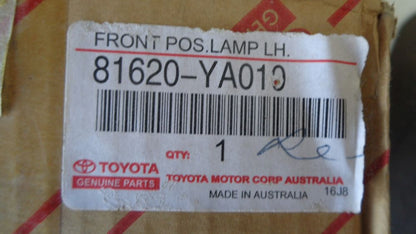 FRONT POS.LAMP LH.
81620-YA010
QTY: 1
TOYOTA
GENUINE PARTS
TOYOTA MOTOR CORP AUSTRALIA
MADE IN AUSTRALIA 16J8